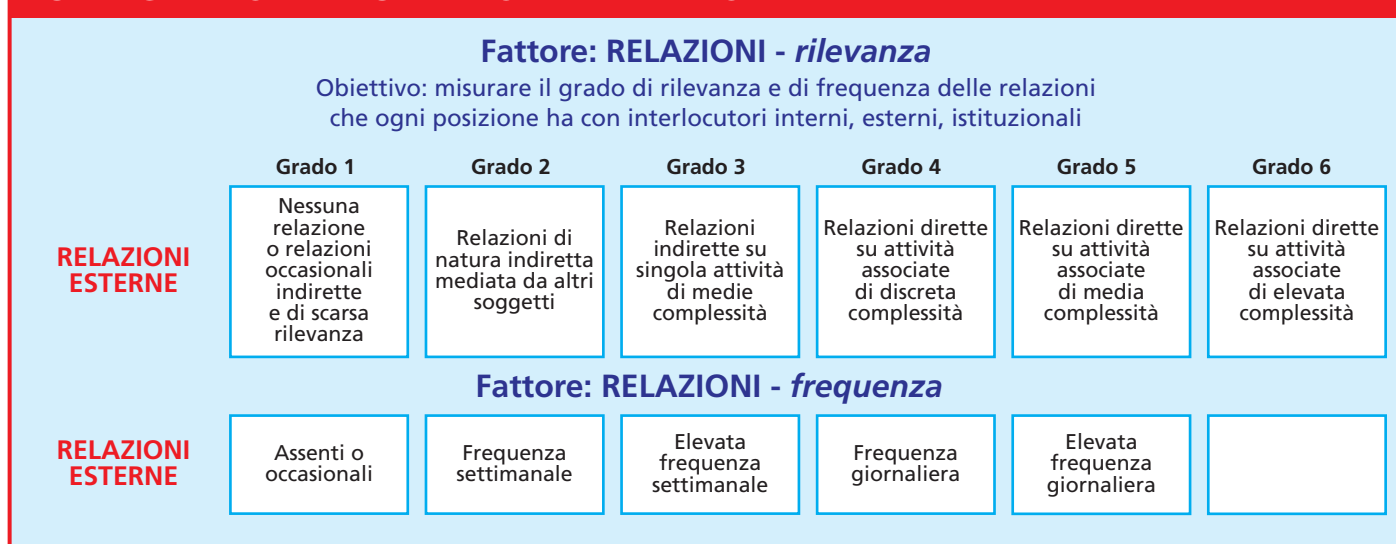 Fattore: RELAZIONI - rilevanza
Obiettivo: misurare il grado di rilevanza e di frequenza delle relazioni
che ogni posizione ha con interlocutori interni, esterni, istituzionali
Grado 1 Grado 2 Grado 3 Grado 4 Grado 5 Grado 6
RELAZIONI
ESTERNE
Nessuna
relazione
o relazioni
occasionali
indirette
e di scarsa
rilevanza
Relazioni di
natura indiretta
mediata da altri
soggetti
Relazioni
indirette su
singola attività
di medie
complessità
Relazioni dirette
su attività
associate
di discreta
complessità
Relazioni dirette
su attività
associate
di media
complessità
Relazioni dirette
su attività
associate
di elevata
complessità
Fattore: RELAZIONI - frequenza
RELAZIONI
ESTERNE
Assenti o
occasionali
Frequenza
settimanale
Elevata
frequenza
settimanale
Frequenza
giornaliera
Elevata
frequenza
giornaliera